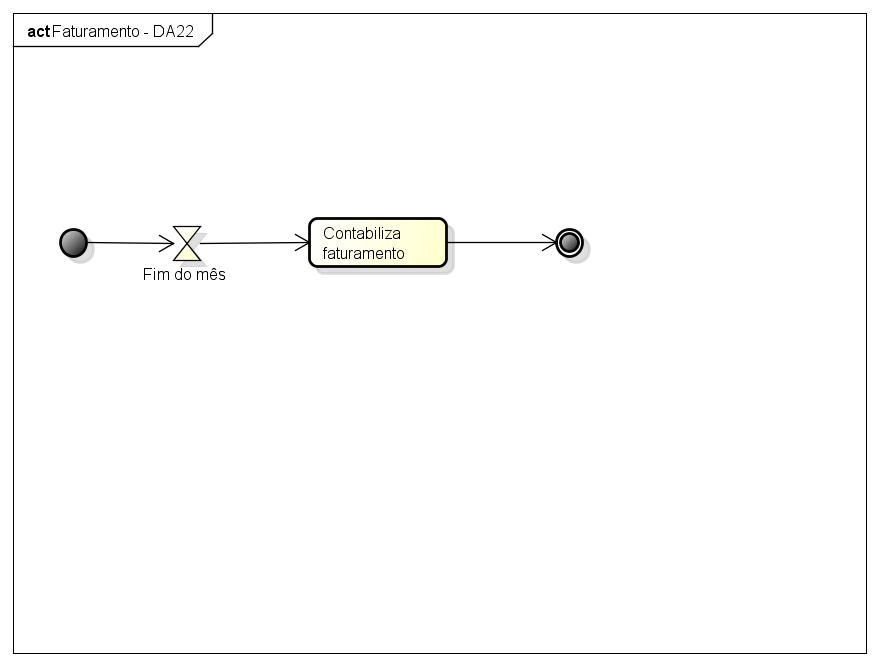 act Faturamento - DA22
Contabiliza
faturamento
Fim do mês